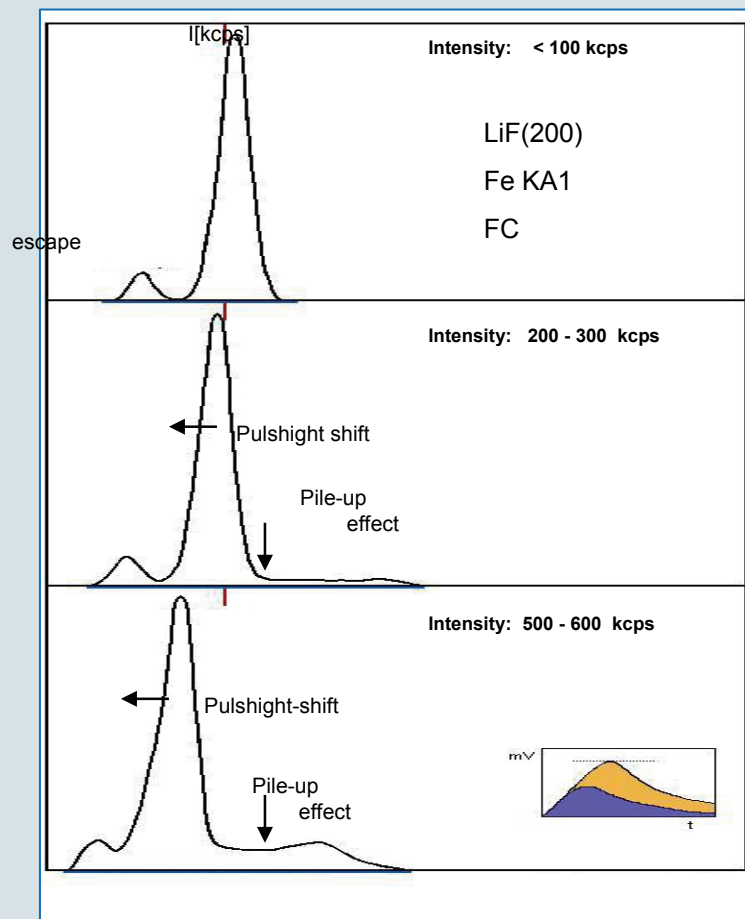 I[kcps]
Intensity: < 100 kcps
LiF(200)
Fe KA1
FC
escape
Intensity: 200 - 300 kcps
Pulshight shift
Pile-up
effect
Intensity: 500 - 600 kcps
Pulshight-shift
Pile-up
effect
mV
t